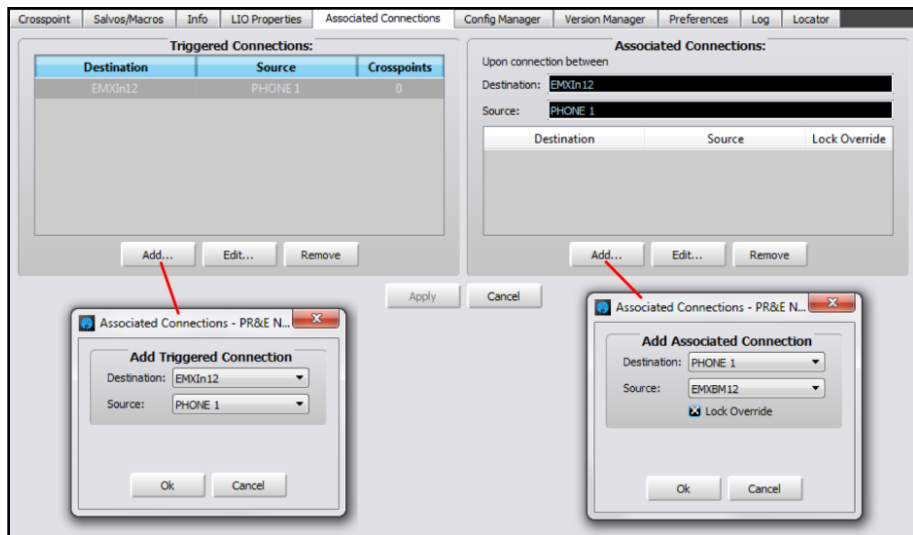 Crosspoint Salvos/Macros Info LIO Properties Associated Connections Config Manager Version Manager Preferences Log Locator
Triggered Connections:
Destination Source Crosspoints
EMXIn12 PHONE 1 0
Add... Edit... Remove
Associated Connections:
Upon connection between
Destination: EMXIn12
Source: PHONE 1
Destination Source Lock Override
Add... Edit... Remove
Apply Cancel
Associated Connections - PR&E N...
Add Triggered Connection
Destination: EMXIn12
Source: PHONE 1
Ok Cancel
Associated Connections - PR&E N...
Add Associated Connection
Destination: PHONE 1
Source: EMXBM12
Lock Override
Ok Cancel